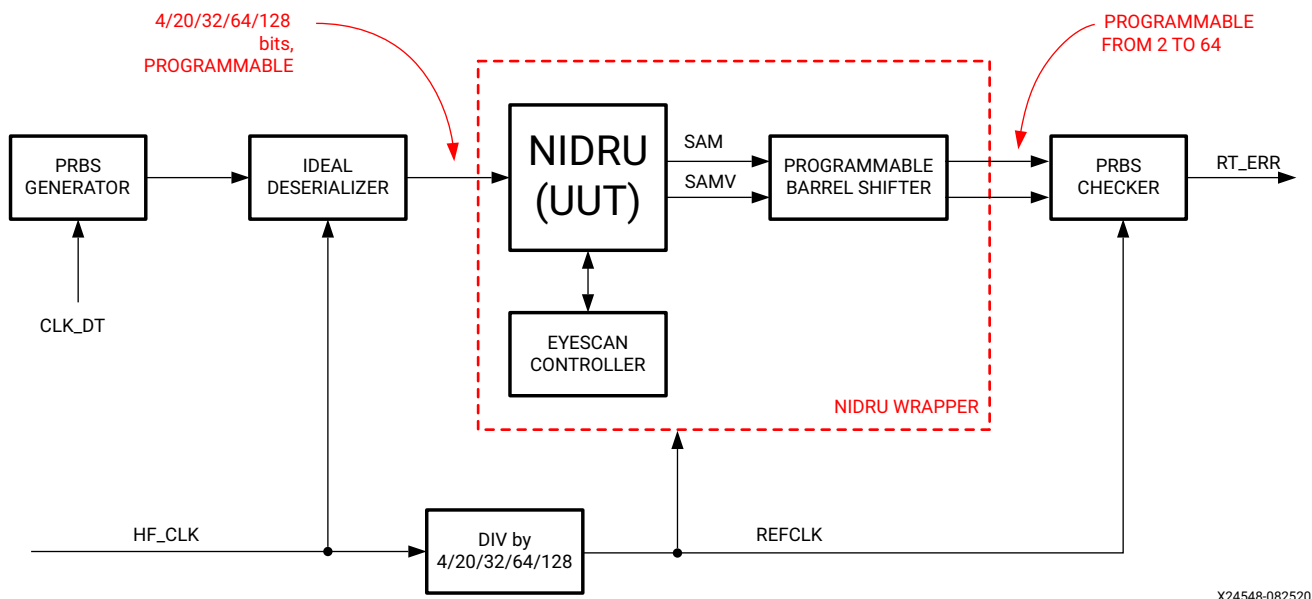 4/20/32/64/128
bits,
PROGRAMMABLE
PROGRAMMABLE
FROM 2 TO 64
PRBS
GENERATOR
IDEAL
DESERIALIZER
NIDRU
(UUT)
SAM
SAMV
PROGRAMMABLE
BARREL SHIFTER
PRBS
CHECKER
RT_ERR
CLK_DT
EYESCAN
CONTROLLER
NIDRU WRAPPER
HF_CLK
DIV by
4/20/32/64/128
REFCLK
X24548-082520